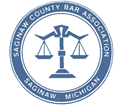 SAGINAW COUNTY BAR ASSOCIATION
SAGINAW, MICHIGAN